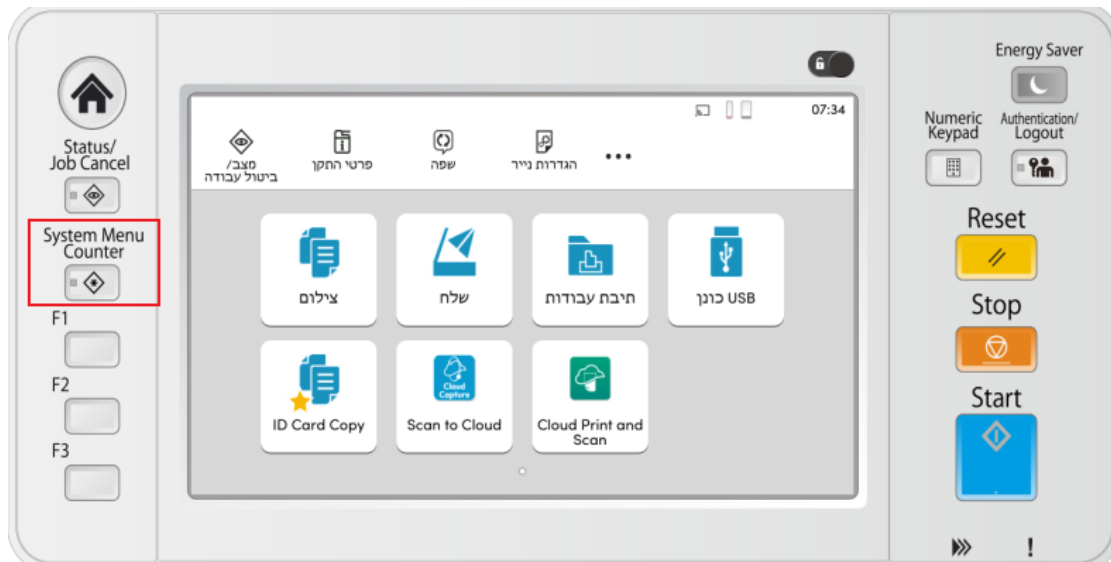 Status/
Job Cancel
System Menu
Counter
F1
F2
F3
07:34
מצב/
ביטול עבודה
פרטי התקן
שפה
הגדרות נייר
צילום
שלח
תיבת עבודות
כונן USB
ID Card Copy
Cloud
Capture
Scan to Cloud
Cloud Print and
Scan
Energy Saver
Numeric
Keypad
Authentication/
Logout
Reset
Stop
Start
!